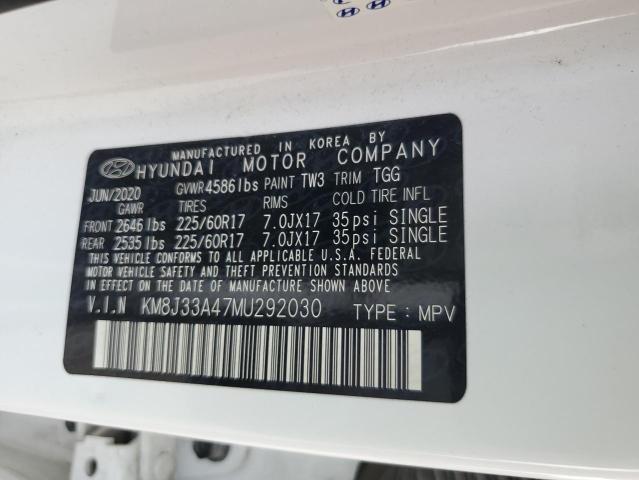 MANUFACTURED IN KOREA BY
HYUNDAI MOTOR COMPANY
JUN/2020 GVWR 4586lbs PAINT TW3 TRIM TGG
GAWR TIRES RIMS COLD TIRE INFL
FRONT 2646 lbs 225/60R17 7.0JX17 35psi SINGLE
REAR 2535 lbs 225/60R17 7.0JX17 35psi SINGLE
THIS VEHICLE CONFORMS TO ALL APPLICABLE U.S.A. FEDERAL
MOTOR VEHICLE SAFETY AND THEFT PREVENTION STANDARDS
IN EFFECT ON THE DATE OF MANUFACTURE SHOWN ABOVE
V.I.N KM8J33A47MU292030 TYPE : MPV